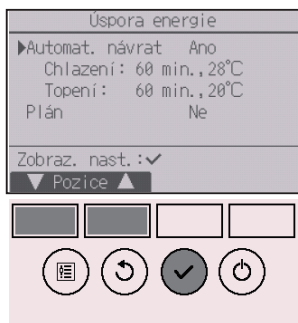 Úspora energie
▶Automat. návrat Ano
Chlazení: 60 min.,28°C
Topení: 60 min.,20°C
Plán Ne
Zobraz. nast.:✓
▼ Pozice ▲